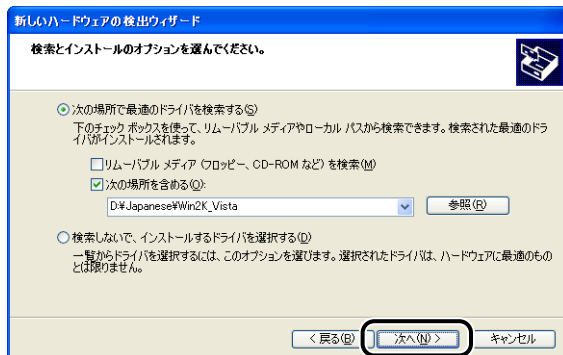 新しいハードウェアの検出ウィザード
検索とインストールのオプションを選んでください。
次の場所で最適のドライバを検索する(S)
下のチェック ボックスを使って、リムーバブル メディアやローカル パスから検索できます。検索された最適のドラ
イバがインストールされます。
リムーバブル メディア (フロッピー、CD-ROM など) を検索(M)
次の場所を含める(O):
D:¥Japanese¥Win2K_Vista
参照(R)
検索しないで、インストールするドライバを選択する(D)
一覧からドライバを選択するには、このオプションを選びます。選択されたドライバは、ハードウェアに最適のもの
とは限りません。
< 戻る(B) 次へ(N) > キャンセル